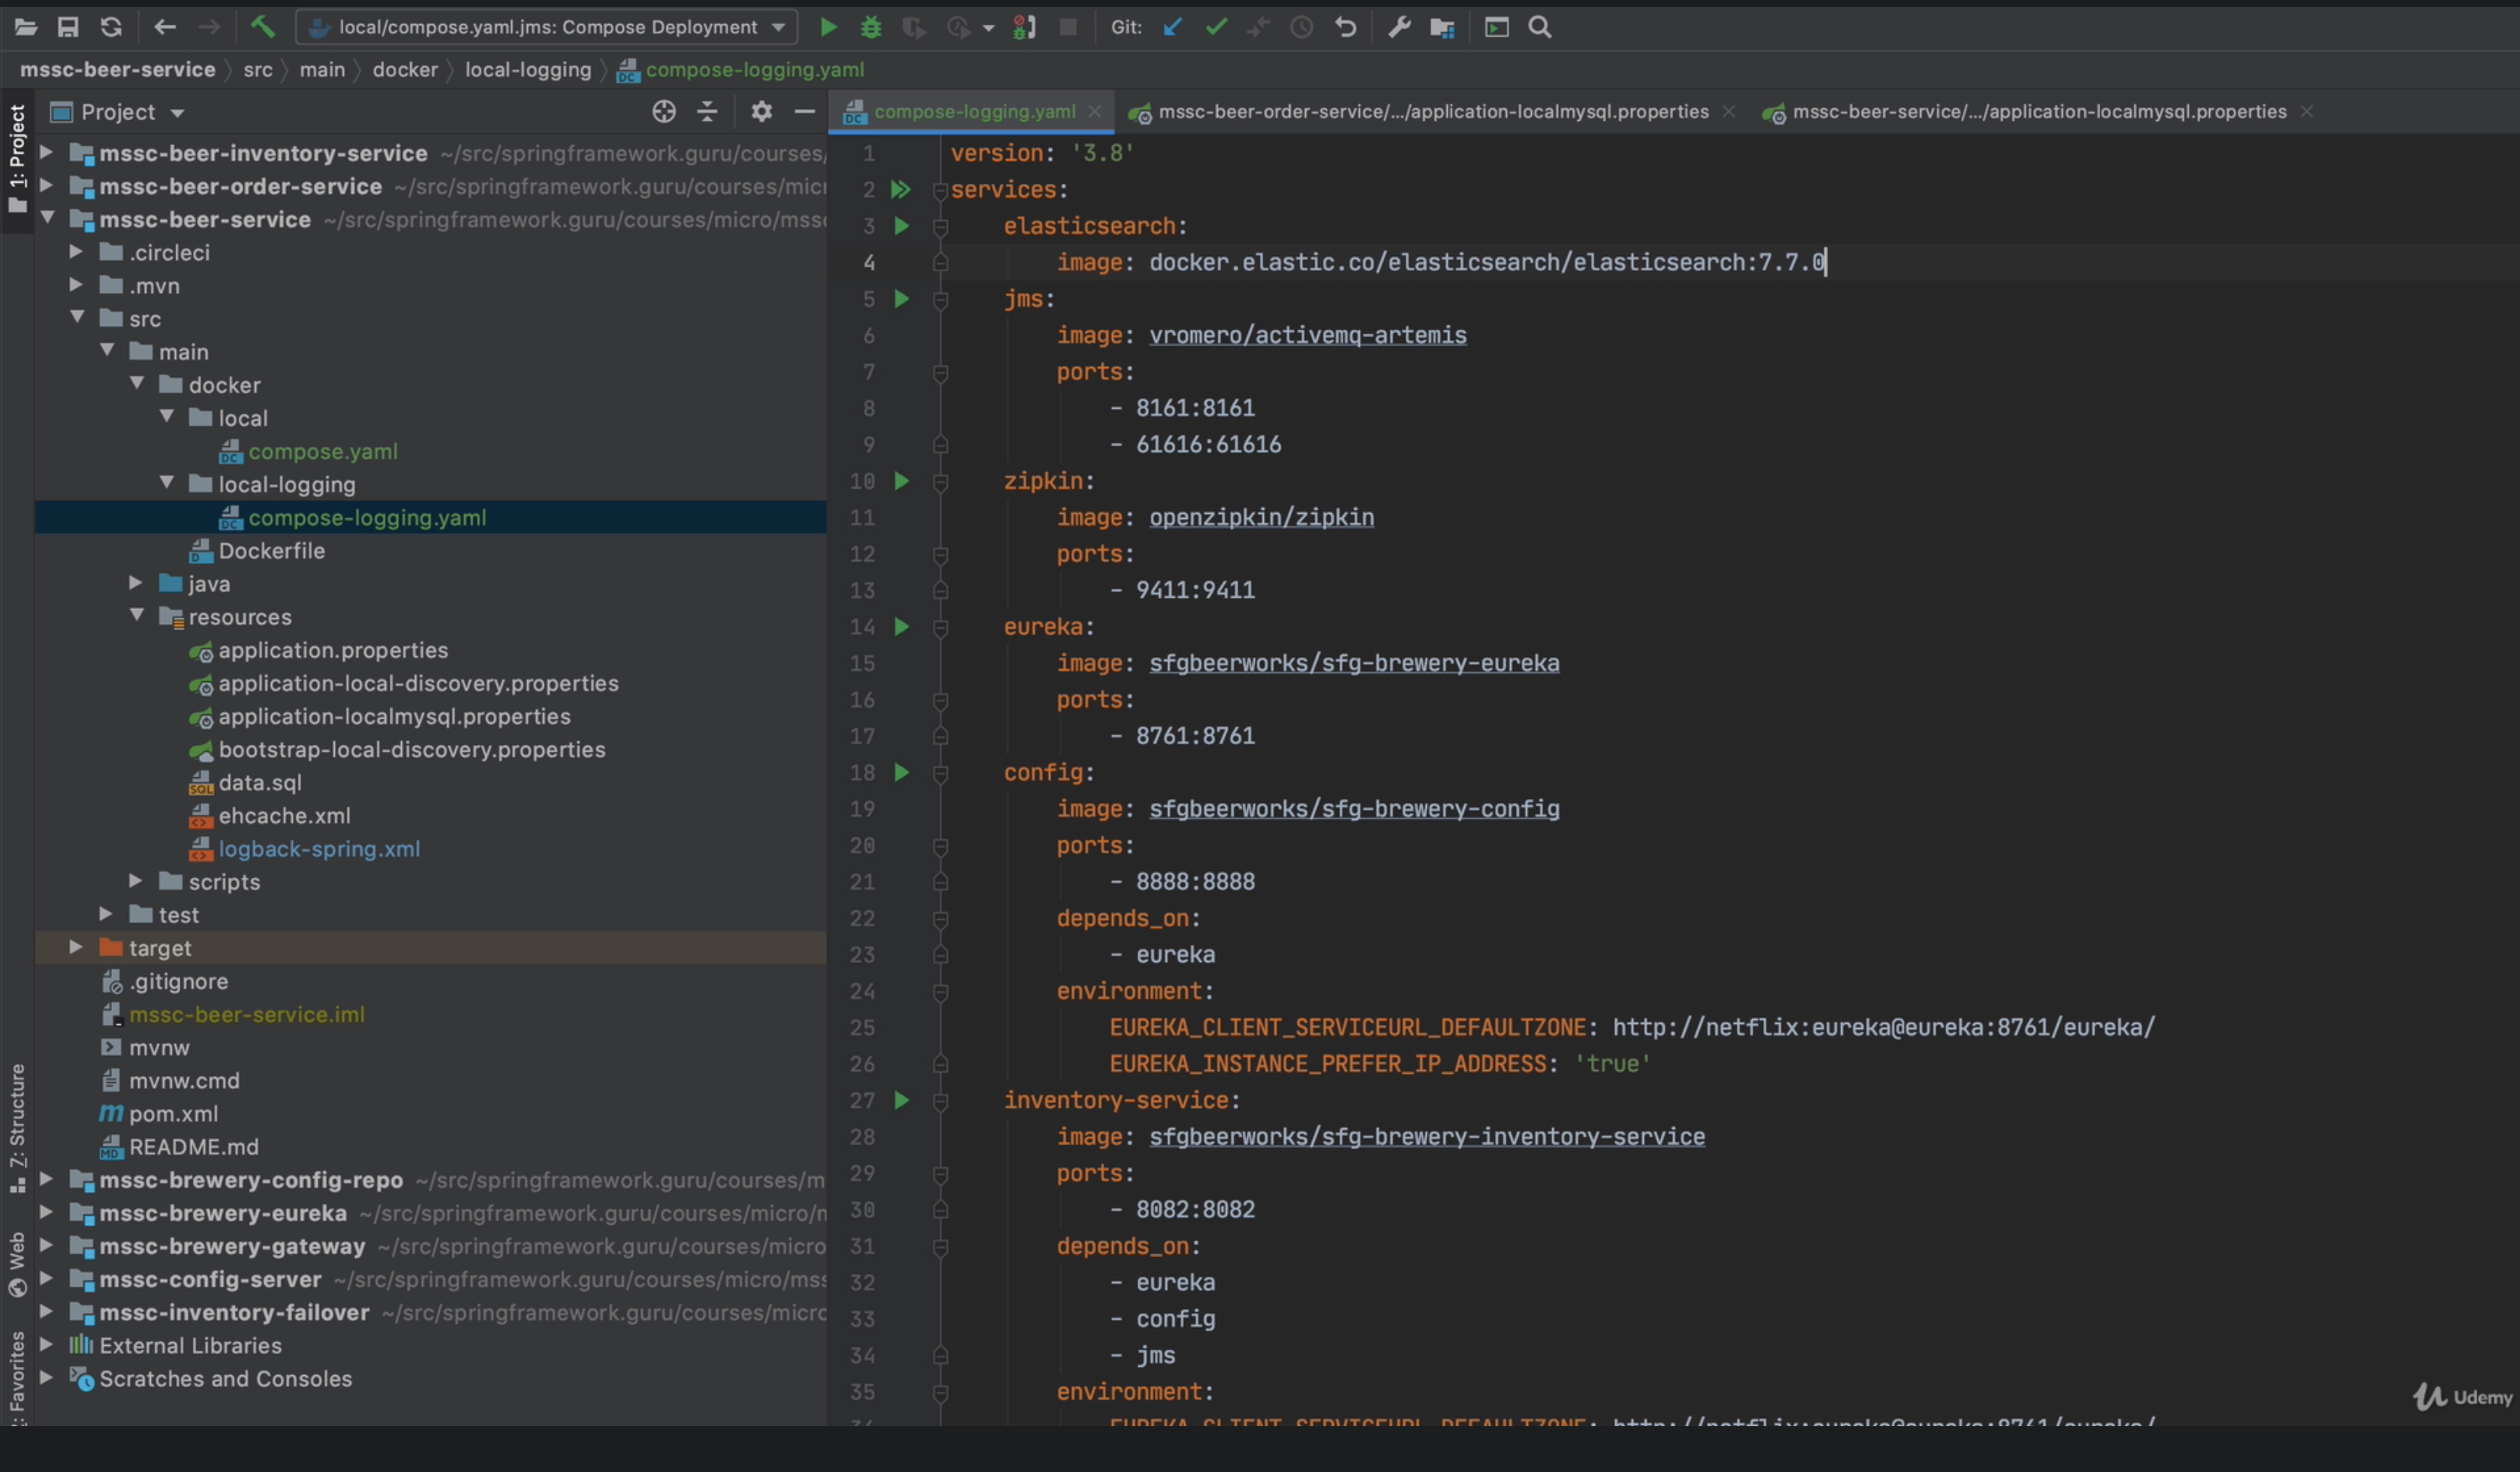 local/compose.yaml.jms: Compose Deployment
Git:
mssc-beer-service 〉 src 〉 main 〉 docker 〉 local-logging 〉 compose-logging.yaml
1: Project
Z: Structure
Web
Favorites
Project
mssc-beer-inventory-service ~/src/springframework.guru/courses/
mssc-beer-order-service ~/src/springframework.guru/courses/micr
mssc-beer-service ~/src/springframework.guru/courses/micro/mssc
.circleci
.mvn
src
main
docker
local
compose.yaml
local-logging
compose-logging.yaml
Dockerfile
java
resources
application.properties
application-local-discovery.properties
application-localmysql.properties
bootstrap-local-discovery.properties
data.sql
ehcache.xml
logback-spring.xml
scripts
test
target
.gitignore
mssc-beer-service.iml
mvnw
mvnw.cmd
pom.xml
README.md
mssc-brewery-config-repo ~/src/springframework.guru/courses/m
mssc-brewery-eureka ~/src/springframework.guru/courses/micro/m
mssc-brewery-gateway ~/src/springframework.guru/courses/micro
mssc-config-server ~/src/springframework.guru/courses/micro/mss
mssc-inventory-failover ~/src/springframework.guru/courses/micro
External Libraries
Scratches and Consoles
compose-logging.yaml
mssc-beer-order-service/.../application-localmysql.properties
mssc-beer-service/.../application-localmysql.properties
1 version: '3.8'
2 services:
3 elasticsearch:
4 image: docker.elastic.co/elasticsearch/elasticsearch:7.7.0
5 jms:
6 image: vromero/activemq-artemis
7 ports:
8 - 8161:8161
9 - 61616:61616
10 zipkin:
11 image: openzipkin/zipkin
12 ports:
13 - 9411:9411
14 eureka:
15 image: sfgbeerworks/sfg-brewery-eureka
16 ports:
17 - 8761:8761
18 config:
19 image: sfgbeerworks/sfg-brewery-config
20 ports:
21 - 8888:8888
22 depends_on:
23 - eureka
24 environment:
25 EUREKA_CLIENT_SERVICEURL_DEFAULTZONE: http://netflix:eureka@eureka:8761/eureka/
26 EUREKA_INSTANCE_PREFER_IP_ADDRESS: 'true'
27 inventory-service:
28 image: sfgbeerworks/sfg-brewery-inventory-service
29 ports:
30 - 8082:8082
31 depends_on:
32 - eureka
33 - config
34 - jms
35 environment:
EUREKA_CLIENT_SERVICEURL_DEFAULTZONE: http://netflix:eureka@eureka:8761/eureka/
Udemy